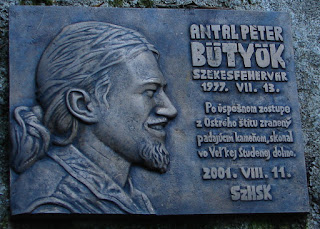 ANTAL PÉTER
BÜTYÖK
SZÉKESFEHÉRVÁR
1977. VII. 13.
Po úspešnom zostupe
z Ostrého štítu zranený
padajúcim kameňom, skonal
vo Veľkej Studenej doline.
2001. VIII. 11.
SZIISK